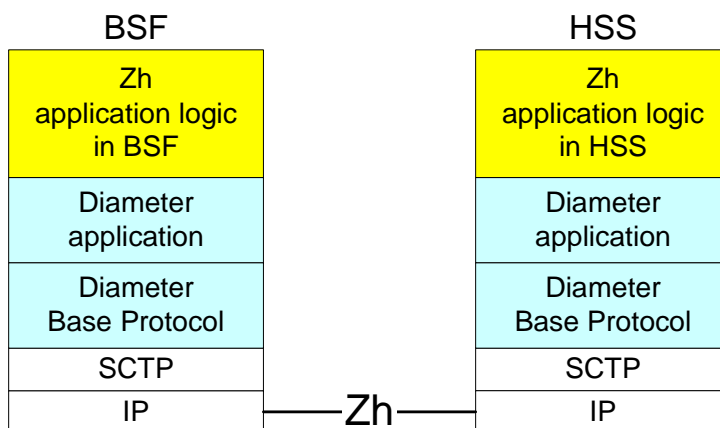 BSF
Zh
application logic
in BSF
Diameter
application
Diameter
Base Protocol
SCTP
IP
Zh
HSS
Zh
application logic
in HSS
Diameter
application
Diameter
Base Protocol
SCTP
IP